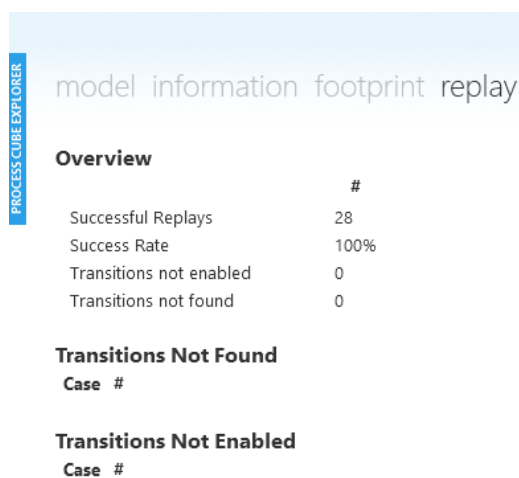 PROCESS CUBE EXPLORER
model information footprint replay
Overview
#
Successful Replays 28
Success Rate 100%
Transitions not enabled 0
Transitions not found 0
Transitions Not Found
Case #
Transitions Not Enabled
Case #